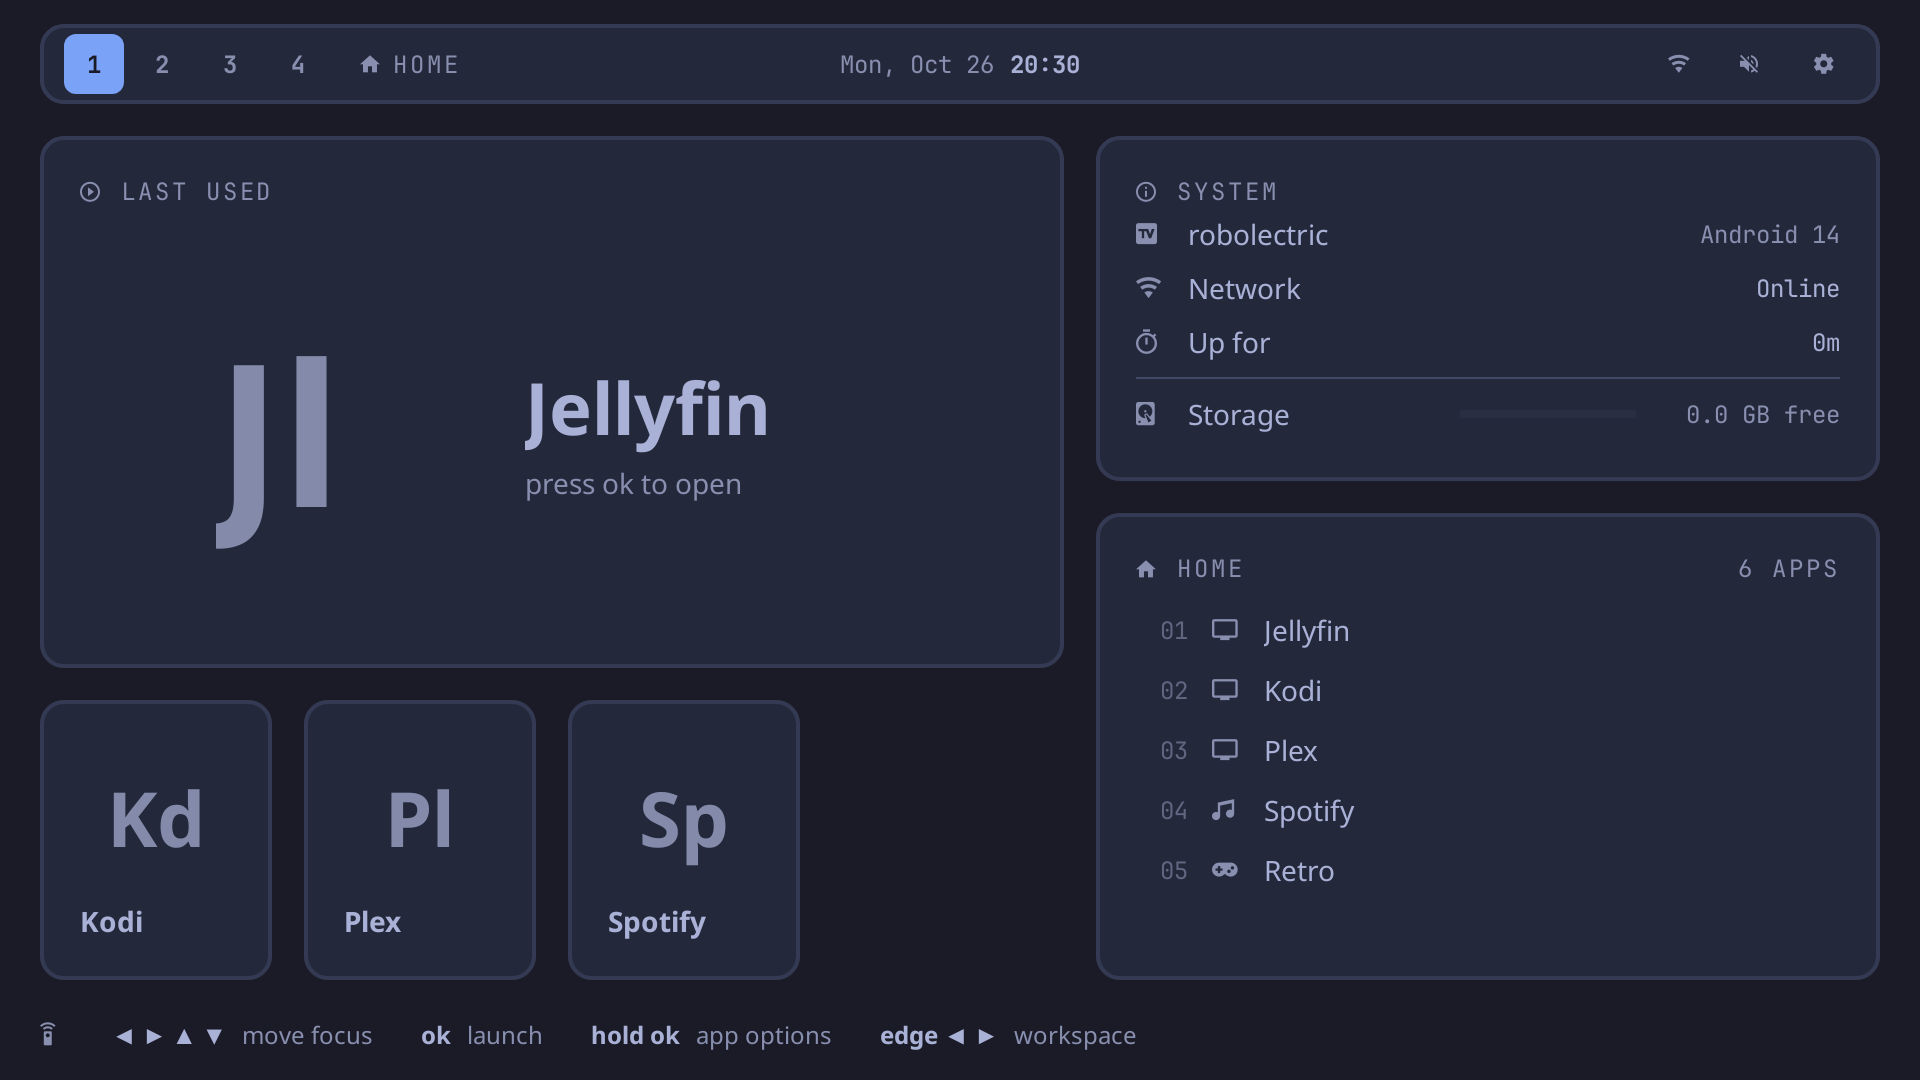 1 2 3 4 HOME Mon, Oct 26 20:30
LAST USED
Jl
Jellyfin
press ok to open
Kd
Kodi
Pl
Plex
Sp
Spotify
SYSTEM
TV robolectric Android 14
Network Online
Up for 0m
Storage 0.0 GB free
HOME 6 APPS
01 Jellyfin
02 Kodi
03 Plex
04 Spotify
05 Retro
◀ ▶ ▲ ▼ move focus ok launch hold ok app options edge ◀ ▶ workspace